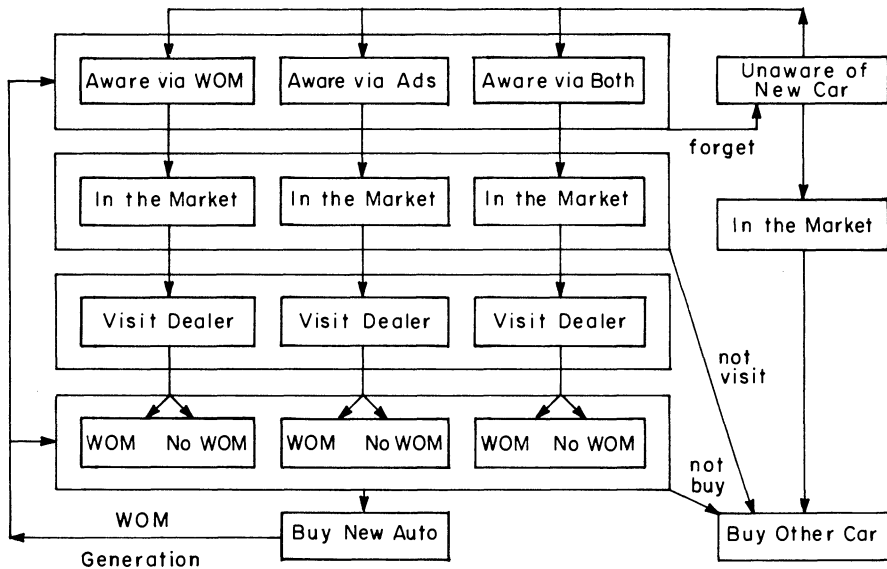 Aware via WOM
Aware via Ads
Aware via Both
Unaware of
New Car
forget
In the Market
In the Market
In the Market
In the Market
Visit Dealer
Visit Dealer
Visit Dealer
not
visit
WOM No WOM
WOM No WOM
WOM No WOM
not
buy
WOM
Generation
Buy New Auto
Buy Other Car